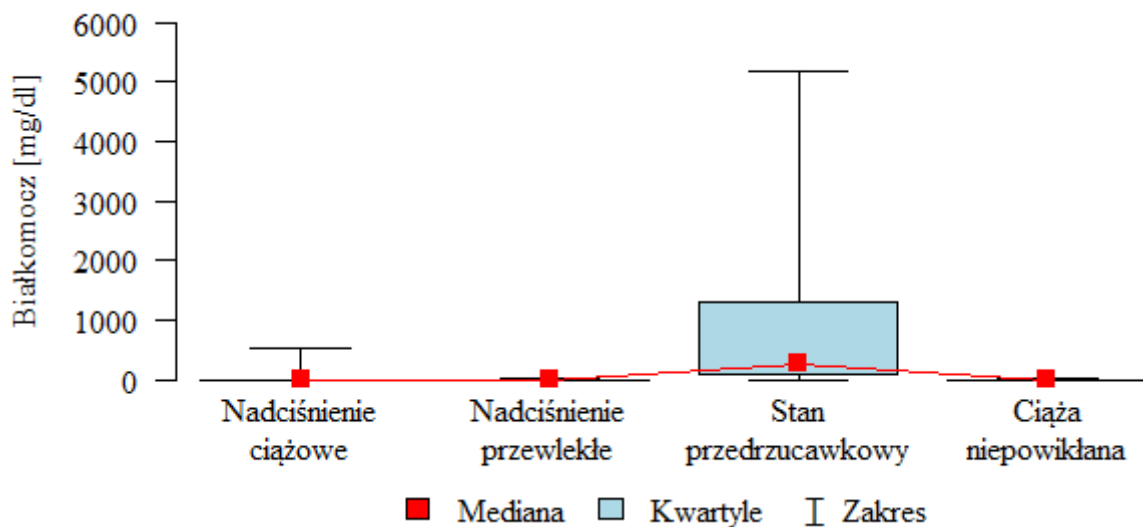 6000
5000
4000
3000
2000
1000
0
Białkomocz [mg/dl]
Nadciśnienie ciążowe
Nadciśnienie przewlekłe
Stan przedrzucawkowy
Ciąża niepowikłana
Mediana Kwartyle Zakres